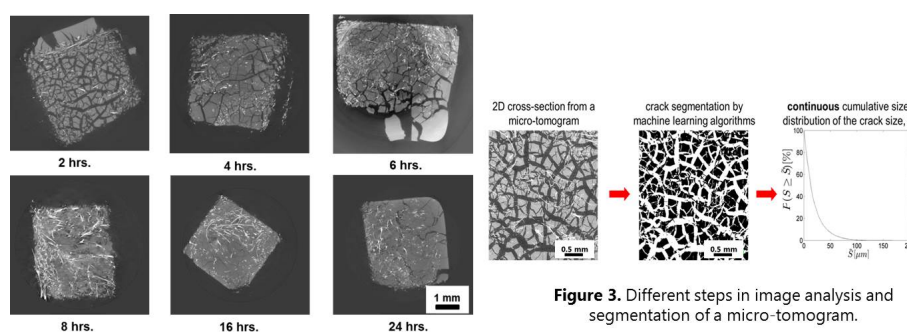 2 hrs.
4 hrs.
6 hrs.
8 hrs.
16 hrs.
24 hrs.
1 mm
2D cross-section from a
micro-tomogram
crack segmentation by
machine learning algorithms
continuous cumulative size
distribution of the crack size,
0.5 mm
0.5 mm
F(S ≥ S̃)[%]
100
80
60
40
20
0
0
50
100
150
S̃[μm]
Figure 3. Different steps in image analysis and
segmentation of a micro-tomogram.